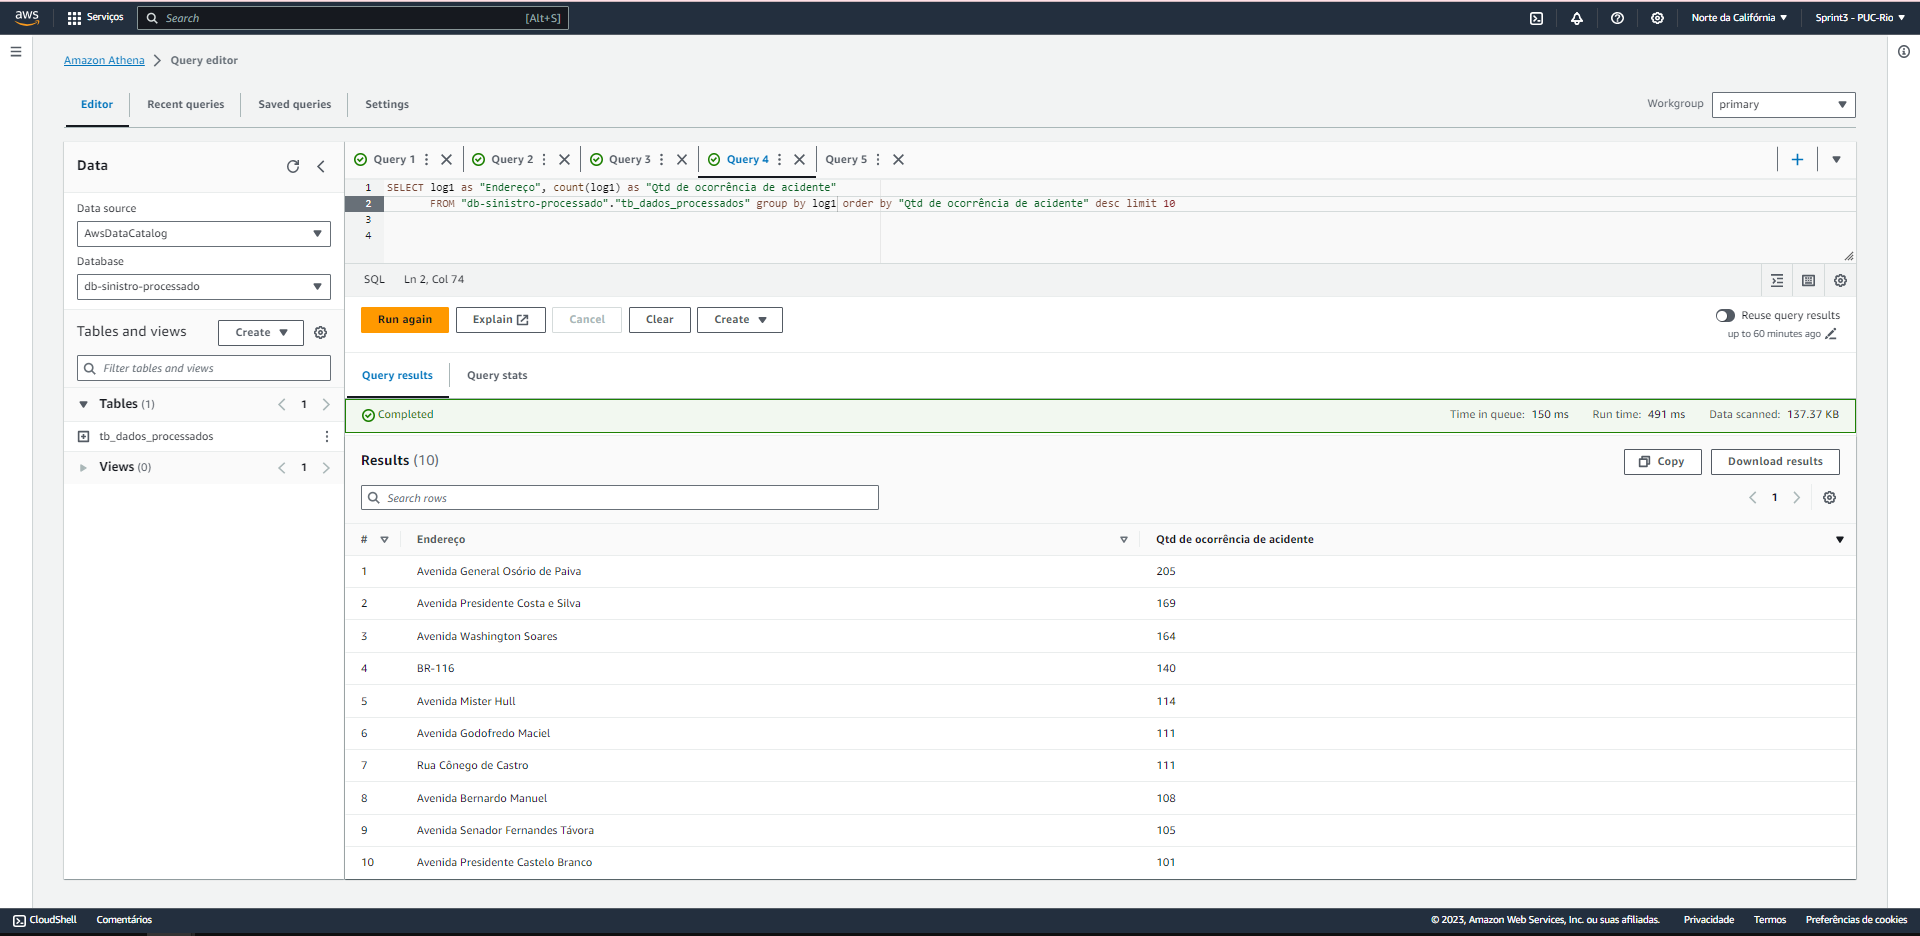 aws
Serviços
Search
[Alt+S]
Norte da Califórnia
Sprint3 - PUC-Rio
Amazon Athena
Query editor
Editor
Recent queries
Saved queries
Settings
Workgroup
primary
Data
Data source
AwsDataCatalog
Database
db-sinistro-processado
Tables and views
Create
Filter tables and views
Tables (1)
1
tb_dados_processados
Views (0)
1
Query 1
Query 2
Query 3
Query 4
Query 5
1 SELECT log1 as "Endereço", count(log1) as "Qtd de ocorrência de acidente"
2 FROM "db-sinistro-processado"."tb_dados_processados" group by log1 order by "Qtd de ocorrência de acidente" desc limit 10
3
4
SQL
Ln 2, Col 74
Run again
Explain
Cancel
Clear
Create
Reuse query results
up to 60 minutes ago
Query results
Query stats
Completed
Time in queue: 150 ms
Run time: 491 ms
Data scanned: 137.37 KB
Results (10)
Copy
Download results
Search rows
1
# Endereço Qtd de ocorrência de acidente
1 Avenida General Osório de Paiva 205
2 Avenida Presidente Costa e Silva 169
3 Avenida Washington Soares 164
4 BR-116 140
5 Avenida Mister Hull 114
6 Avenida Godofredo Maciel 111
7 Rua Cônego de Castro 111
8 Avenida Bernardo Manuel 108
9 Avenida Senador Fernandes Távora 105
10 Avenida Presidente Castelo Branco 101
CloudShell
Comentários
© 2023, Amazon Web Services, Inc. ou suas afiliadas.
Privacidade
Termos
Preferências de cookies